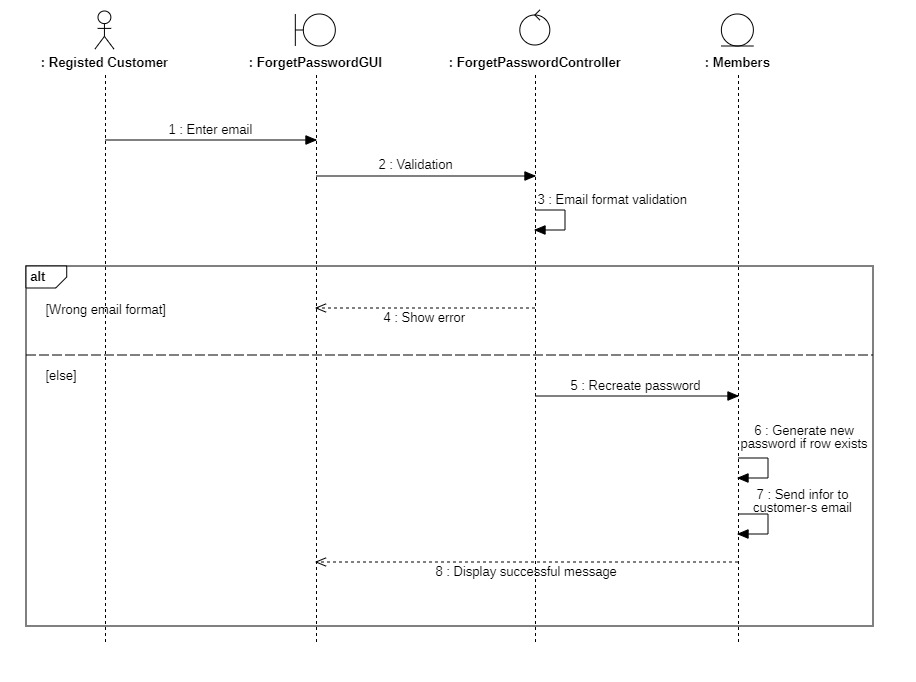 : Registed Customer
: ForgetPasswordGUI
: ForgetPasswordController
: Members
1 : Enter email
2 : Validation
3 : Email format validation
alt
[Wrong email format]
4 : Show error
[else]
5 : Recreate password
6 : Generate new
password if row exists
7 : Send infor to
customer-s email
8 : Display successful message